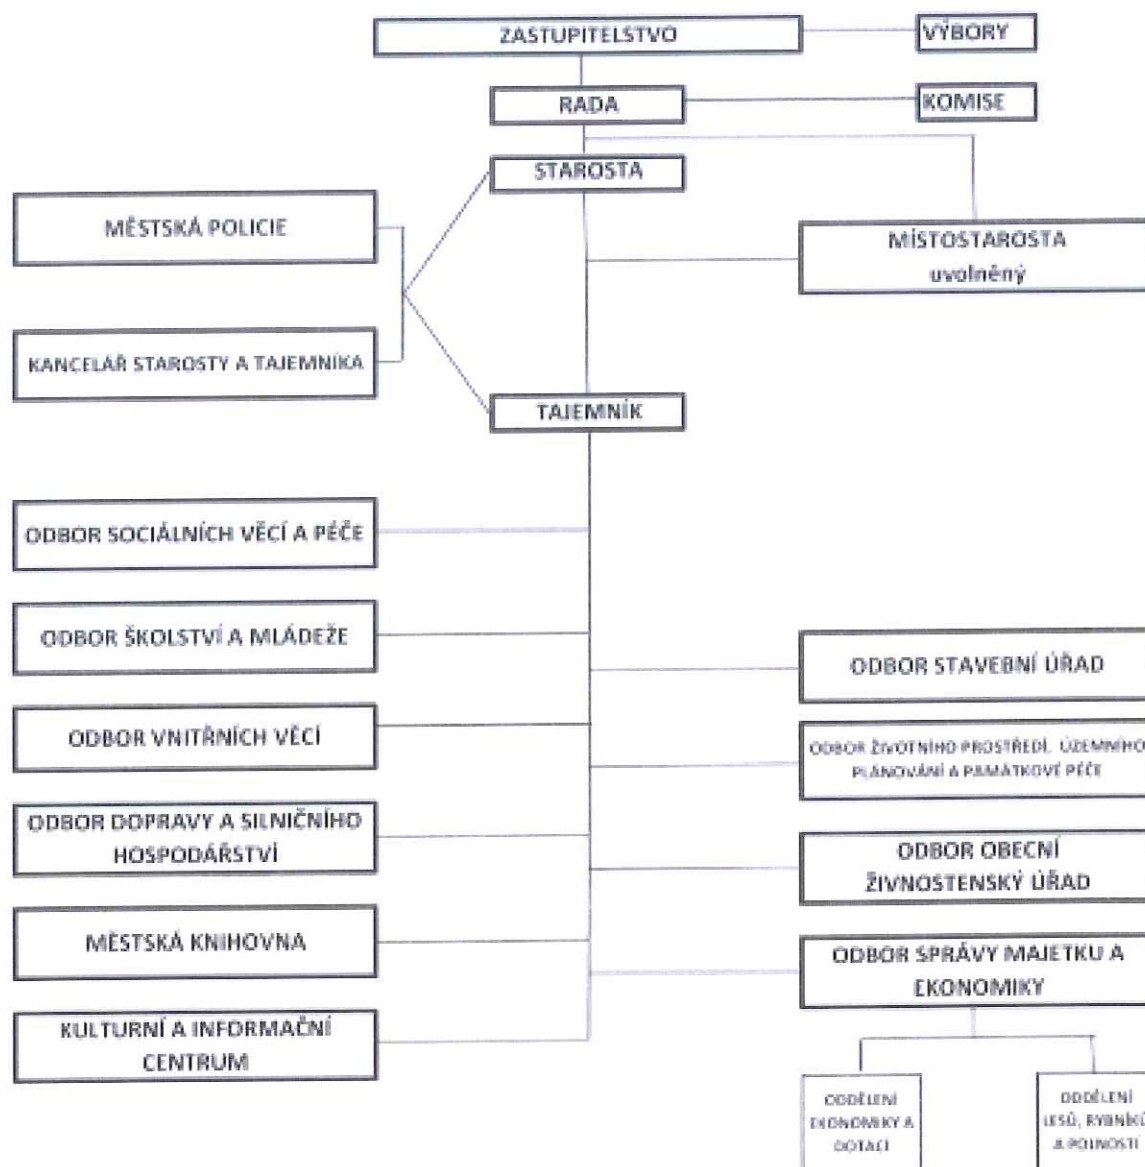 ZASTUPITELSTVO
VÝBORY
RADA
KOMISE
STAROSTA
MĚSTSKÁ POLICIE
MÍSTOSTAROSTA
uvolněný
KANCELÁŘ STAROSTY A TAJEMNÍKA
TAJEMNÍK
ODBOR SOCIÁLNÍCH VĚCÍ A PÉČE
ODBOR ŠKOLSTVÍ A MLÁDEŽE
ODBOR STAVEBNÍ ÚŘAD
ODBOR VNITŘNÍCH VĚCÍ
ODBOR ŽIVOTNÍHO PROSTŘEDÍ, ÚZEMNÍHO
PLÁNOVÁNÍ A PAMÁTKOVÉ PÉČE
ODBOR DOPRAVY A SILNIČNÍHO
HOSPODÁŘSTVÍ
ODBOR OBECNÍ
ŽIVNOSTENSKÝ ÚŘAD
MĚSTSKÁ KNIHOVNA
ODBOR SPRÁVY MAJETKU A
EKONOMIKY
KULTURNÍ A INFORMAČNÍ
CENTRUM
ODDĚLENÍ
EKONOMIKY A
DOTACÍ
ODDĚLENÍ
LESŮ, RYBNÍKŮ
A POLNOSTÍ